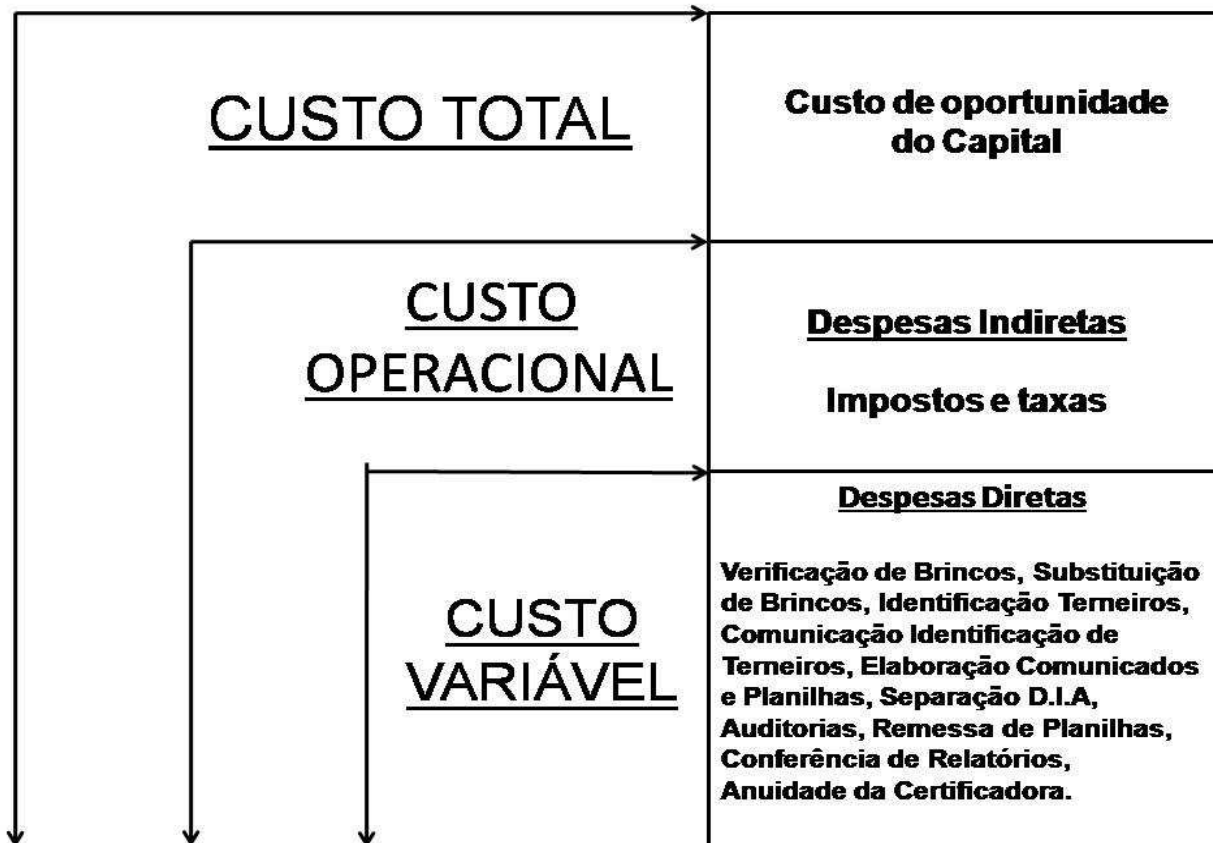 CUSTO TOTAL
Custo de oportunidade
do Capital
CUSTO
OPERACIONAL
Despesas Indiretas
Impostos e taxas
CUSTO
VARIÁVEL
Despesas Diretas
Verificação de Brincos, Substituição
de Brincos, Identificação Terneiros,
Comunicação Identificação de
Terneiros, Elaboração Comunicados
e Planilhas, Separação D.I.A,
Auditorias, Remessa de Planilhas,
Conferência de Relatórios,
Anuidade da Certificadora.